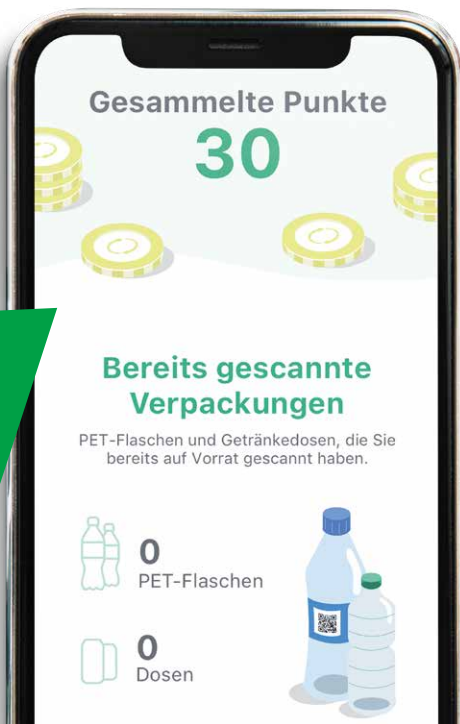 Gesammelte Punkte
30
Bereits gescannte
Verpackungen
PET-Flaschen und Getränkedosen, die Sie
bereits auf Vorrat gescannt haben.
0
PET-Flaschen
0
Dosen